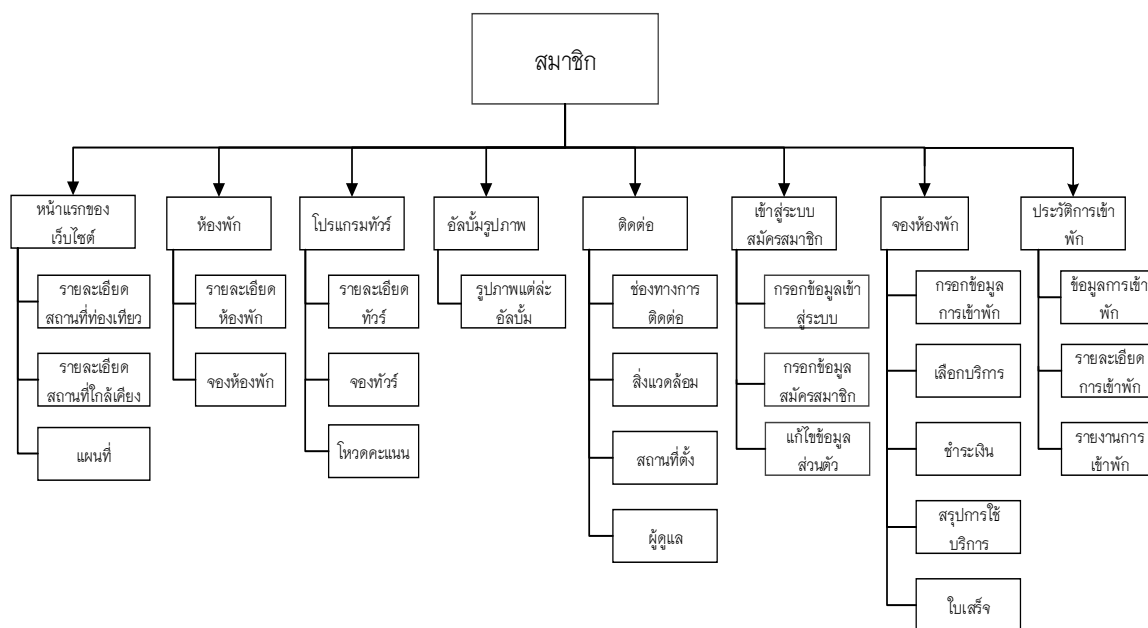 สมาชิก
หน้าแรกของ
เว็บไซต์
ห้องพัก
โปรแกรมทัวร์
อัลบั้มรูปภาพ
ติดต่อ
เข้าสู่ระบบ
สมัครสมาชิก
จองห้องพัก
ประวัติการเข้า
พัก
รายละเอียด
สถานที่ท่องเทียว
รายละเอียด
สถานที่ใกล้เคียง
แผนที่
รายละเอียด
ห้องพัก
จองห้องพัก
รายละเอียด
ทัวร์
จองทัวร์
โหวดคะแนน
รูปภาพแต่ล่ะ
อัลบั้ม
ช่องทางการ
ติดต่อ
สิ่งแวดล้อม
สถานที่ตั้ง
ผู้ดูแล
กรอกข้อมูลเข้า
สู่ระบบ
กรอกข้อมูล
สมัครสมาชิก
แก้ไขข้อมูล
ส่วนตัว
กรอกข้อมูล
การเข้าพัก
เลือกบริการ
ชำระเงิน
สรุปการใช้
บริการ
ใบเสร็จ
ข้อมูลการเข้า
พัก
รายละเอียด
การเข้าพัก
รายงานการ
เข้าพัก